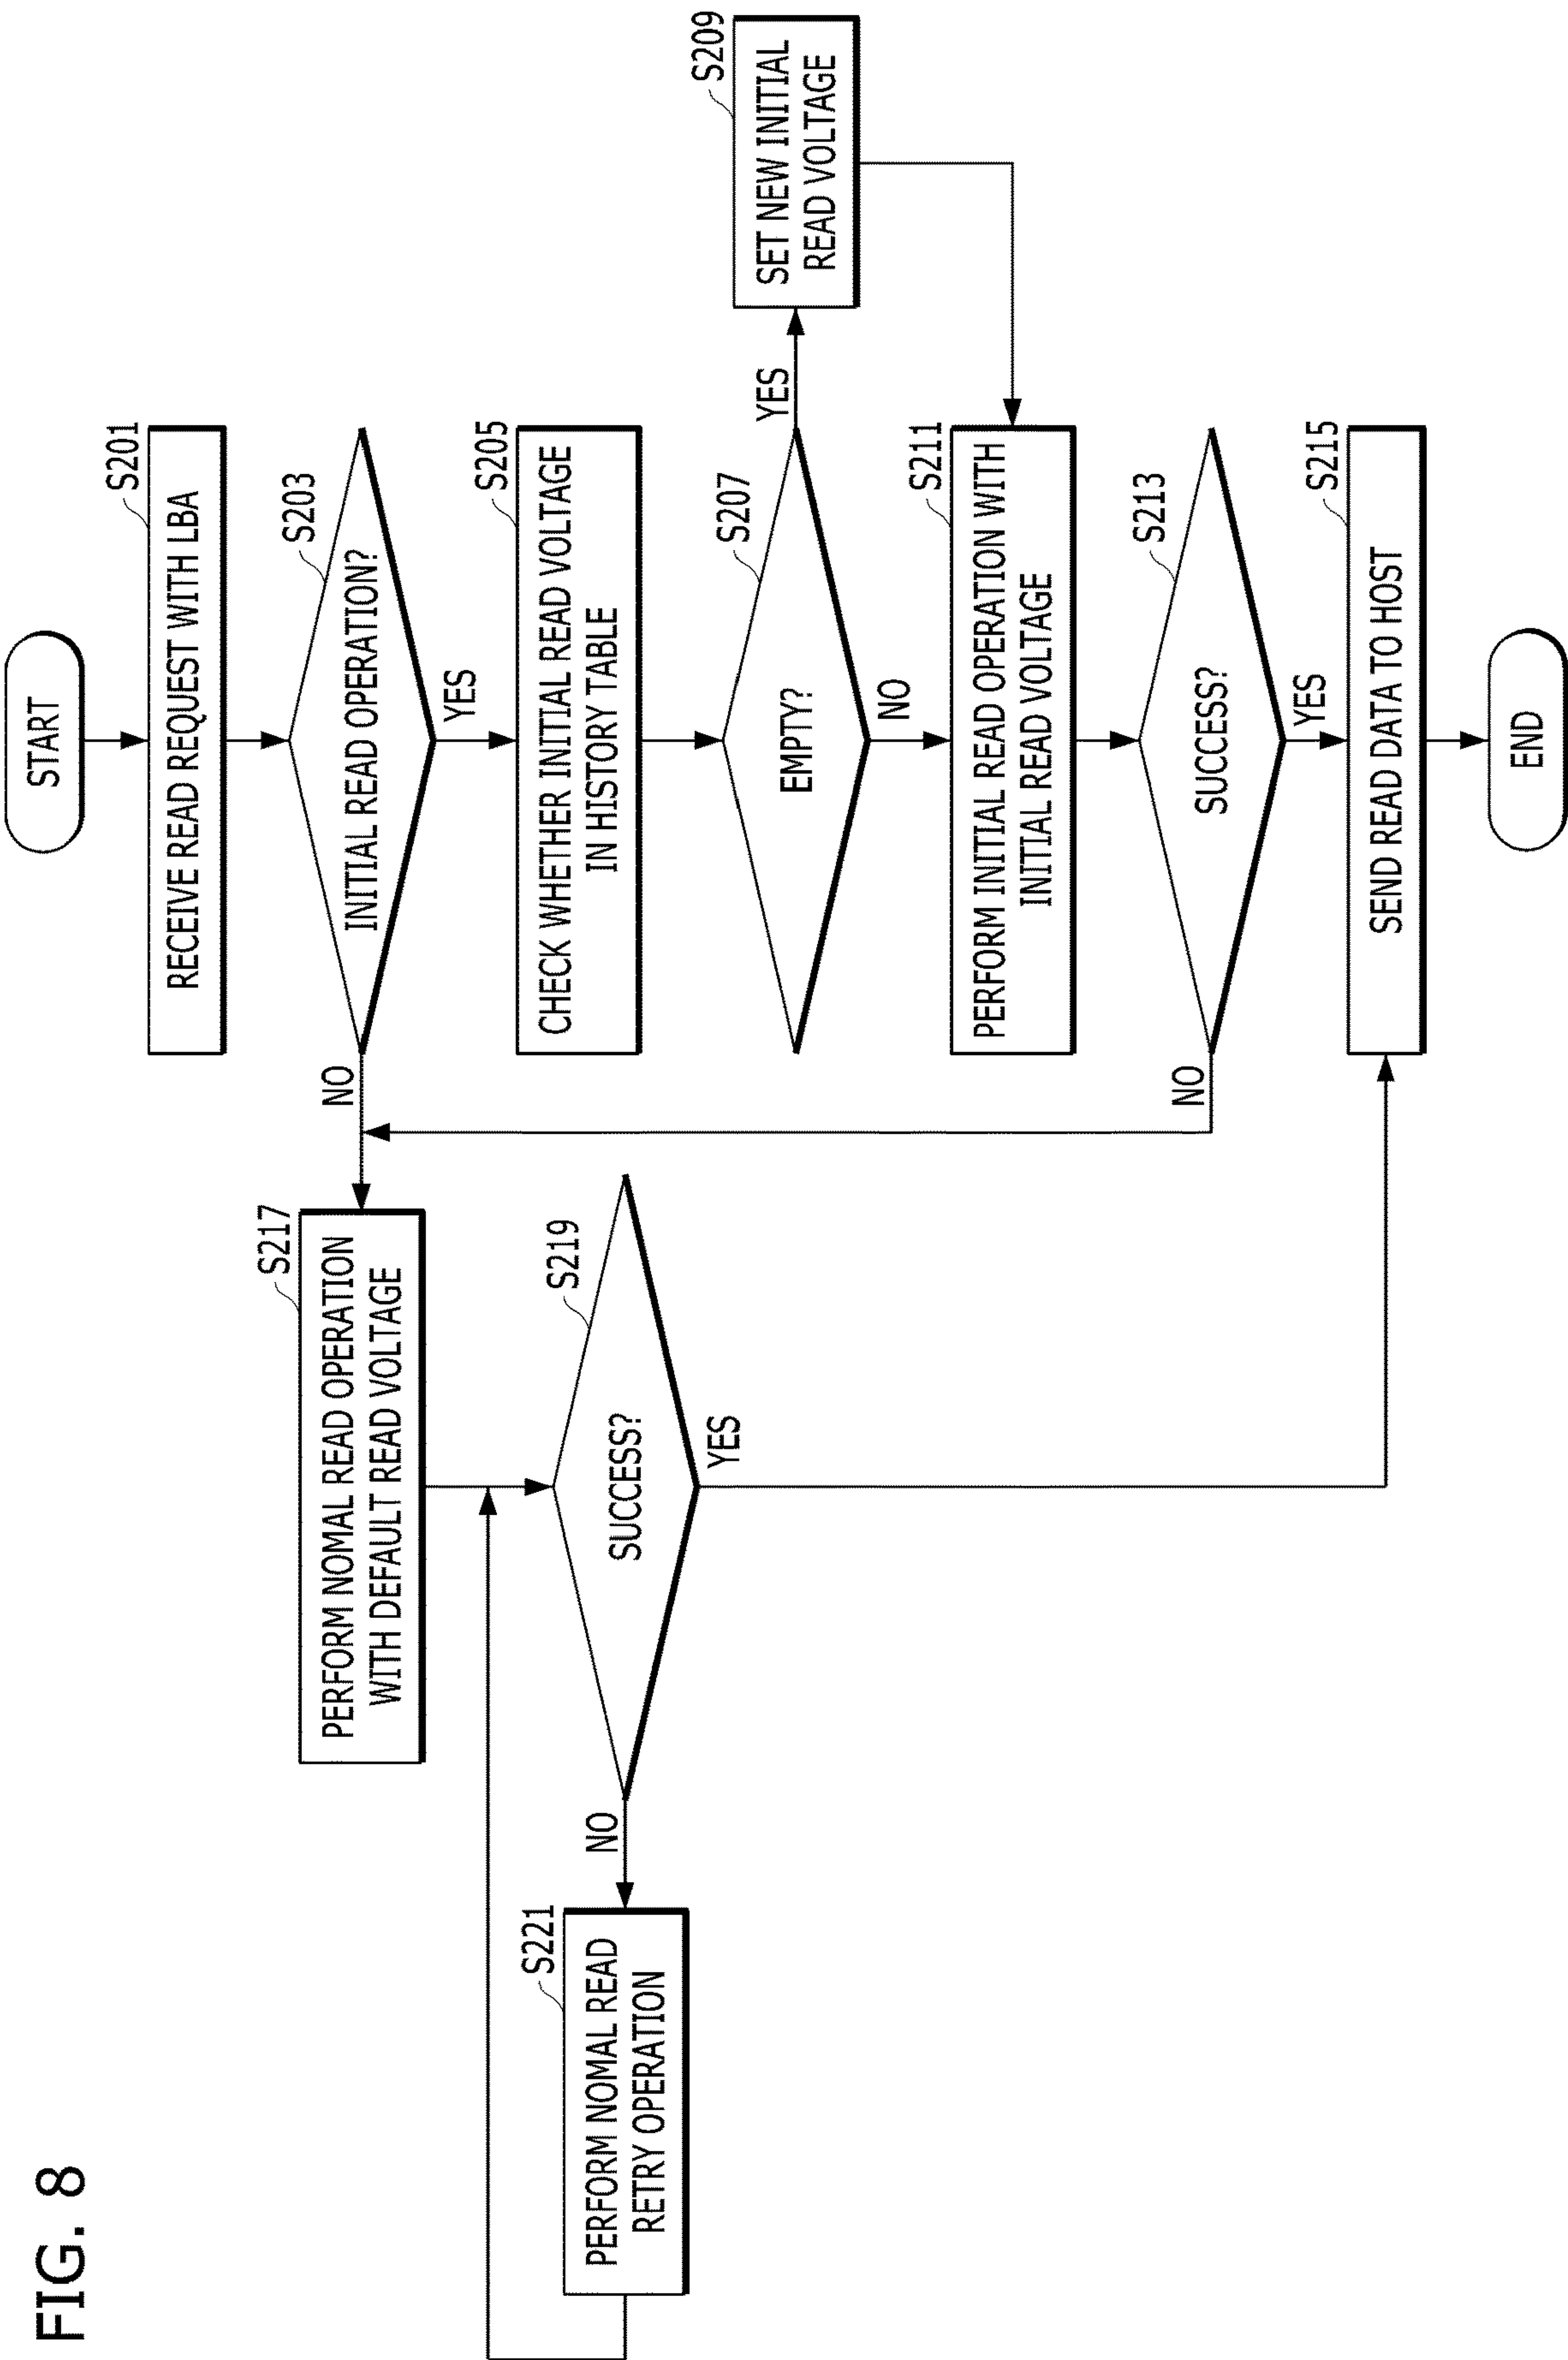 FIG. 8
START
S201
RECEIVE READ REQUEST WITH LBA
S203
INITIAL READ OPERATION?
NO
YES
S217
PERFORM NOMAL READ OPERATION
WITH DEFAULT READ VOLTAGE
S205
CHECK WHETHER INITIAL READ VOLTAGE
IN HISTORY TABLE
S219
SUCCESS?
NO
YES
S207
EMPTY?
YES
NO
S209
SET NEW INITIAL
READ VOLTAGE
S221
PERFORM NOMAL READ
RETRY OPERATION
S211
PERFORM INITIAL READ OPERATION WITH
INITIAL READ VOLTAGE
S213
SUCCESS?
NO
YES
S215
SEND READ DATA TO HOST
END